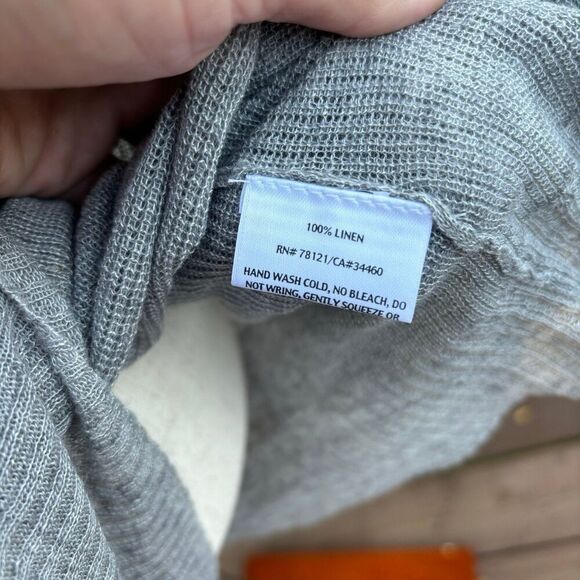 100% LINEN
RN# 78121/CA#34460
HAND WASH COLD, NO BLEACH, DO
NOT WRING, GENTLY SQUEEZE OR